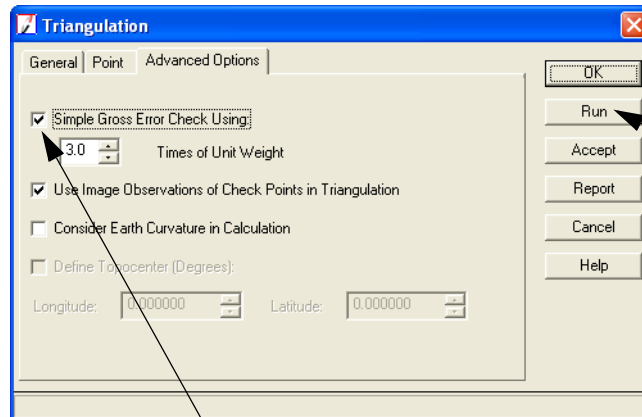 Triangulation
General Point Advanced Options
OK
Simple Gross Error Check Using:
Run
3.0 Times of Unit Weight
Accept
Use Image Observations of Check Points in Triangulation
Report
Consider Earth Curvature in Calculation
Cancel
Define Topocenter (Degrees):
Help
Longitude: 0.000000 Latitude: 0.000000